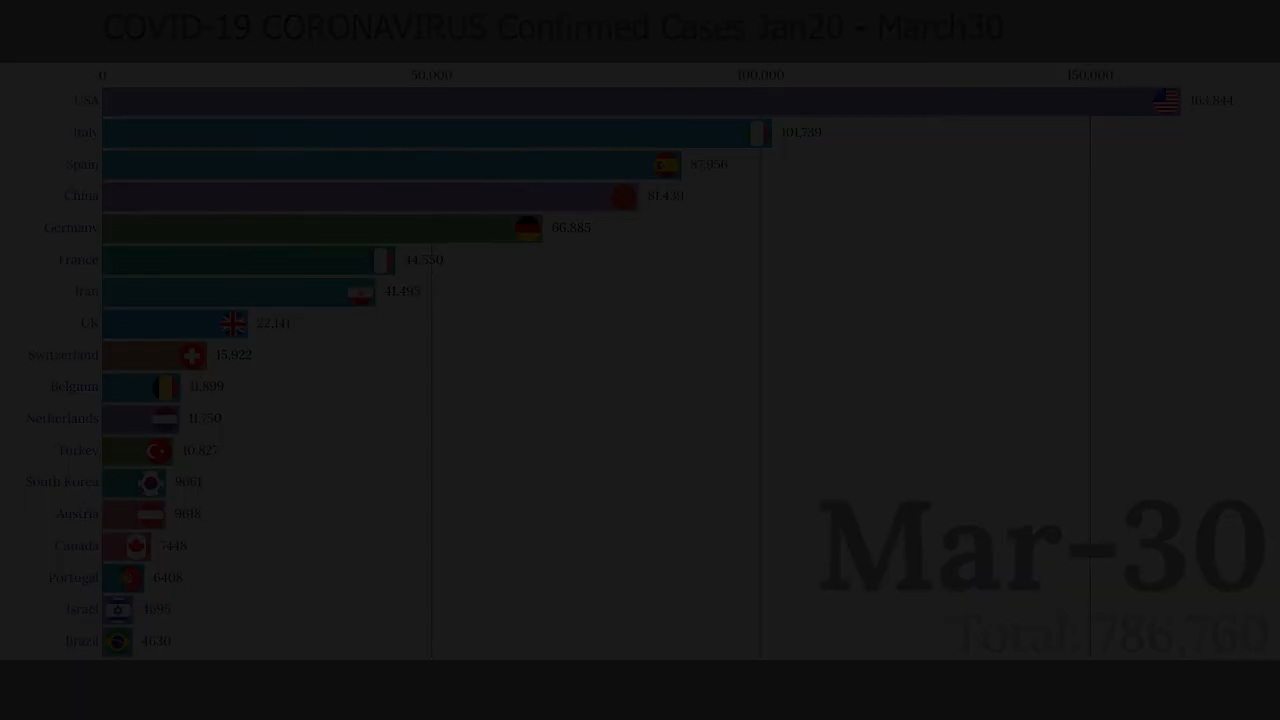 COVID-19 CORONAVIRUS Confirmed Cases Jan20 - March30
0 50,000 100,000 150,000
USA 163,844
Italy 101,739
Spain 87,956
China 81,439
Germany 66,885
France 44,550
Iran 41,495
UK 22,141
Switzerland 15,922
Belgium 11,899
Netherlands 11,750
Turkey 10,827
South Korea 9661
Austria 9618
Canada 7448
Portugal 6408
Israel 4695
Brazil 4630
Mar-30
Total: 786,760